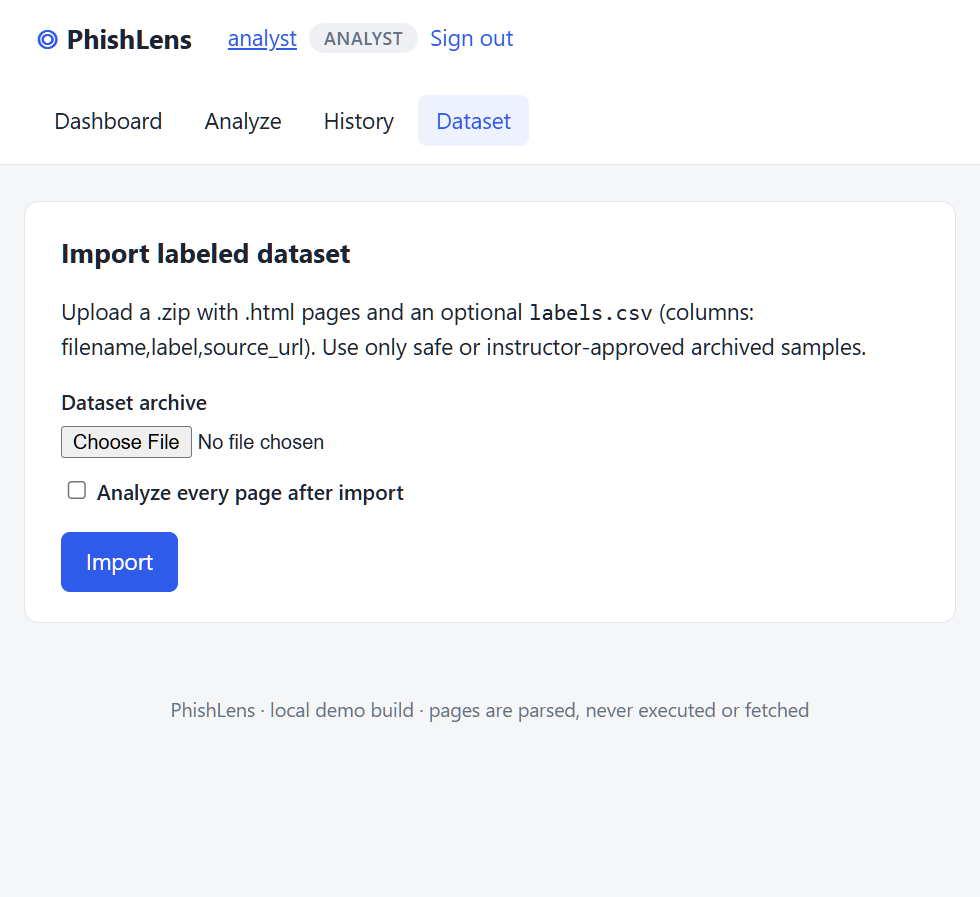 PhishLens analyst ANALYST Sign out
Dashboard Analyze History Dataset
Import labeled dataset
Upload a .zip with .html pages and an optional labels.csv (columns:
filename,label,source_url). Use only safe or instructor-approved archived samples.
Dataset archive
Choose File No file chosen
Analyze every page after import
Import
PhishLens · local demo build · pages are parsed, never executed or fetched